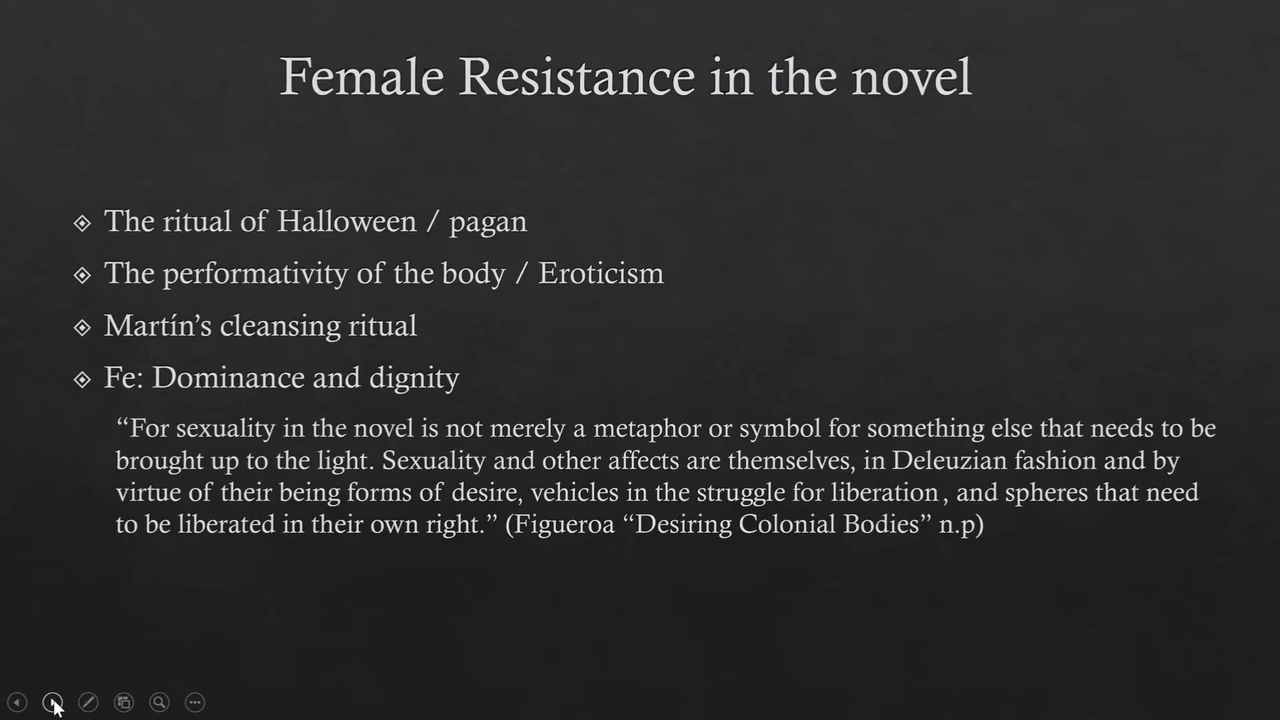 Female Resistance in the novel
The ritual of Halloween / pagan
The performativity of the body / Eroticism
Martín’s cleansing ritual
Fe: Dominance and dignity
“For sexuality in the novel is not merely a metaphor or symbol for something else that needs to be
brought up to the light. Sexuality and other affects are themselves, in Deleuzian fashion and by
virtue of their being forms of desire, vehicles in the struggle for liberation, and spheres that need
to be liberated in their own right.” (Figueroa “Desiring Colonial Bodies” n.p)